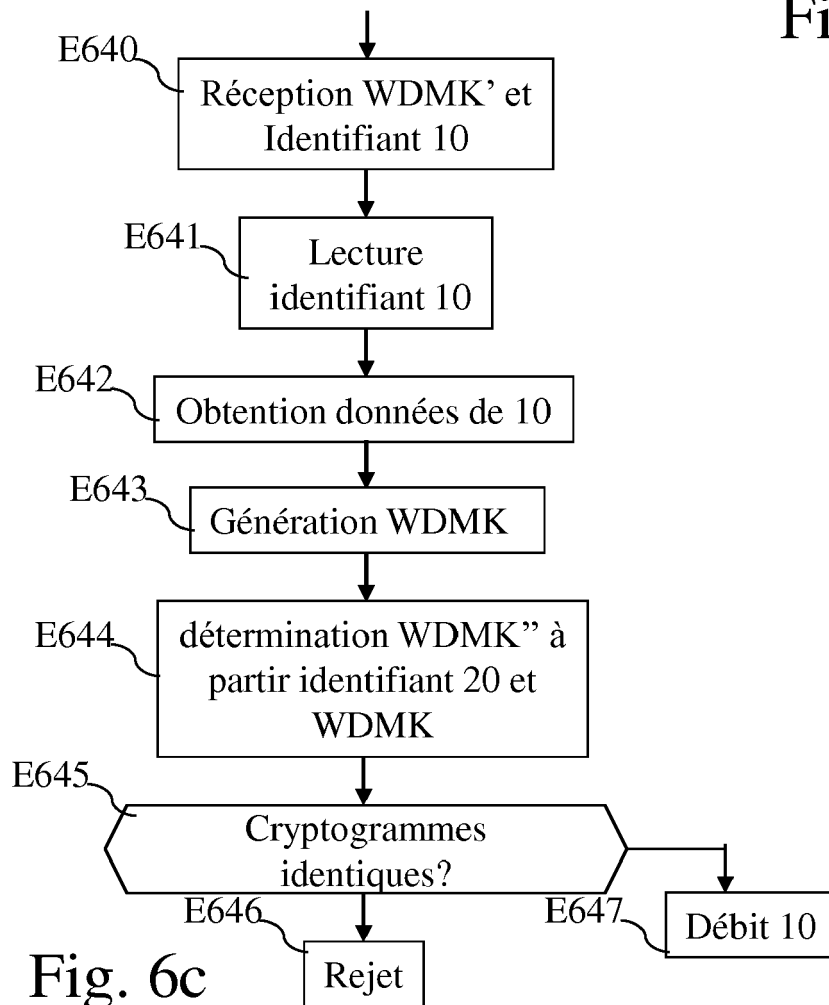 Fi
E640
Réception WDMK’ et
Identifiant 10
E641
Lecture
identifiant 10
E642
Obtention données de 10
E643
Génération WDMK
E644
détermination WDMK” à
partir identifiant 20 et
WDMK
E645
Cryptogrammes
identiques?
E646
Rejet
E647
Débit 10
Fig. 6c